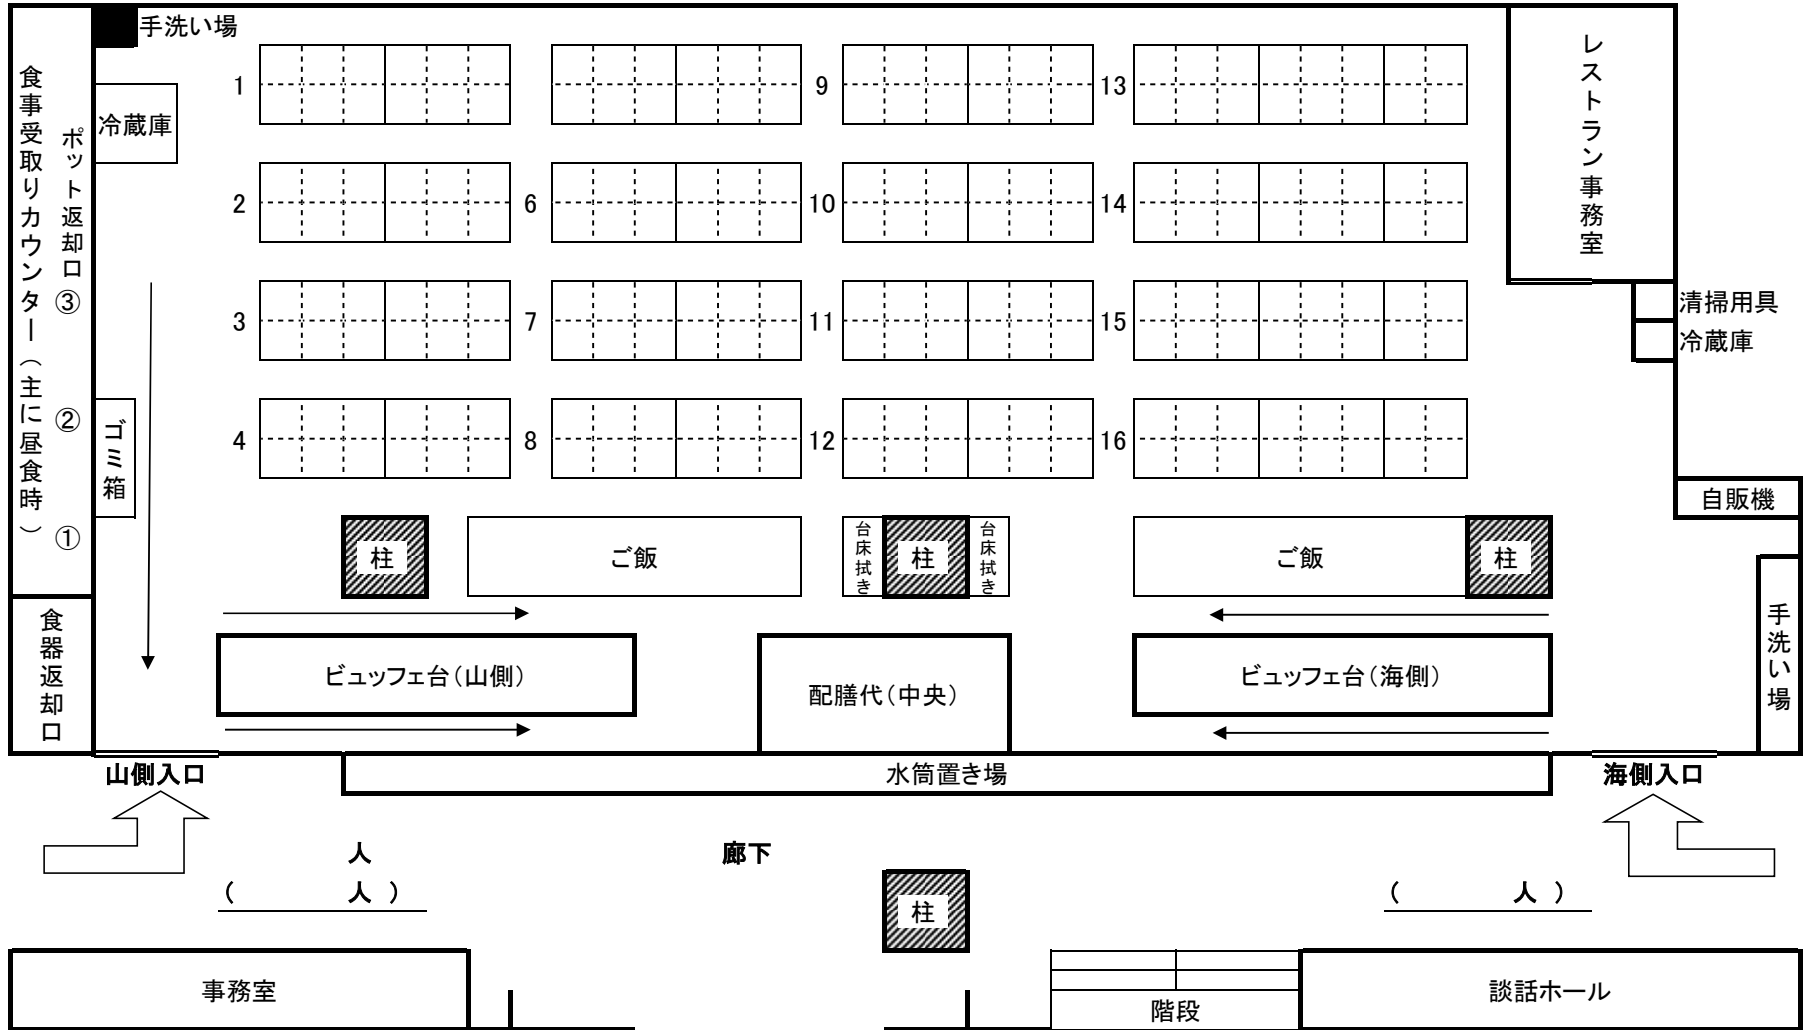 手洗い場
食事受取りカウンター（主に昼食時）
ポット返却口
③
②
①
冷蔵庫
ゴミ箱
食器返却口
1
9
13
2
6
10
14
3
7
11
15
4
8
12
16
レストラン事務室
清掃用具
冷蔵庫
自販機
柱
ご飯
台床拭き
柱
台床拭き
ご飯
柱
手洗い場
ビュッフェ台（山側）
配膳代（中央）
ビュッフェ台（海側）
山側入口
水筒置き場
海側入口
人
廊下
（　　　人 ）
（　　　人 ）
柱
事務室
階段
談話ホール